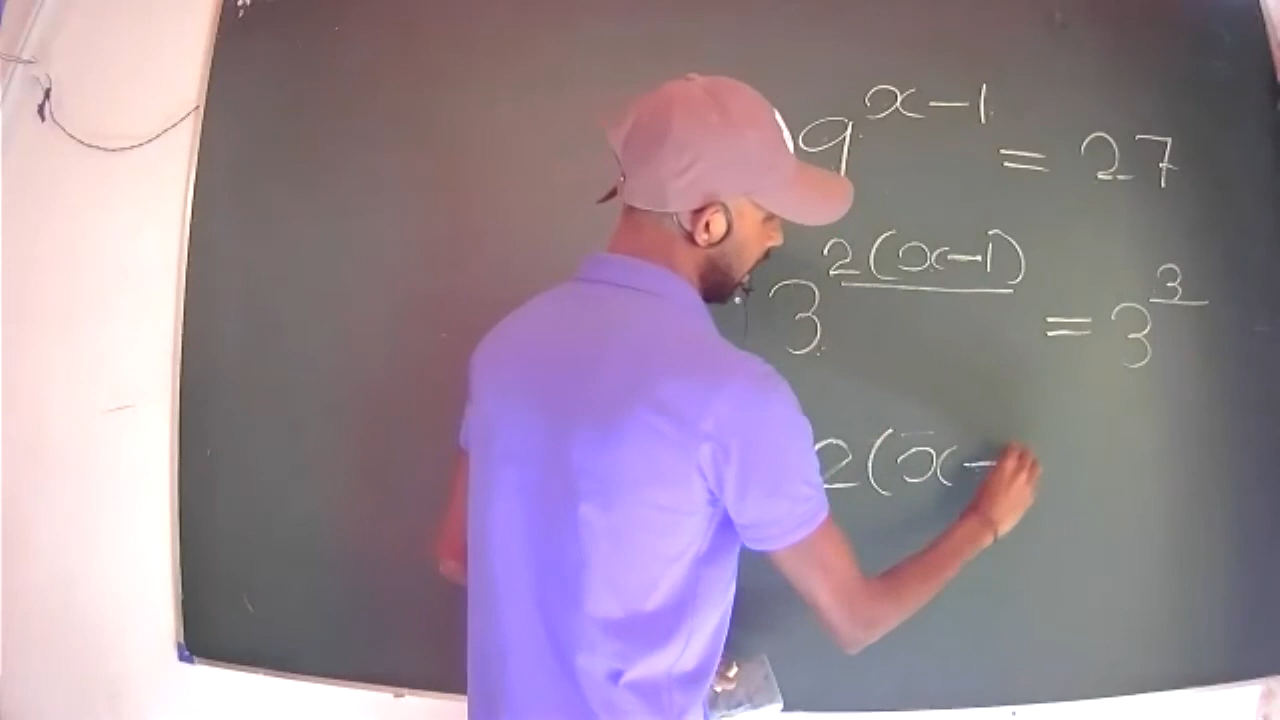 9^{x-1} = 27
3^{2(x-1)} = 3^3
2(x-